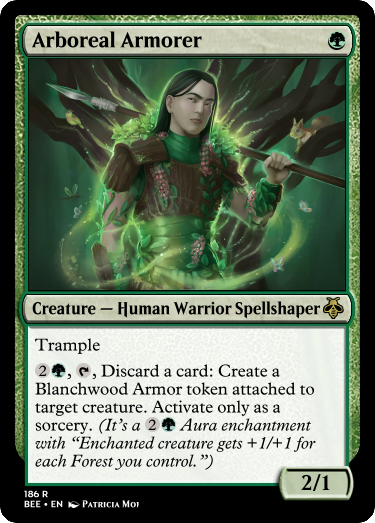 Arboreal Armorer
Creature — Human Warrior Spellshaper
Trample
2, Discard a card: Create a
Blanchwood Armor token attached to
target creature. Activate only as a
sorcery. (It's a 2 Aura enchantment
with “Enchanted creature gets +1/+1 for
each Forest you control.”)
2/1
186 R
BEE • EN Patricia Moi